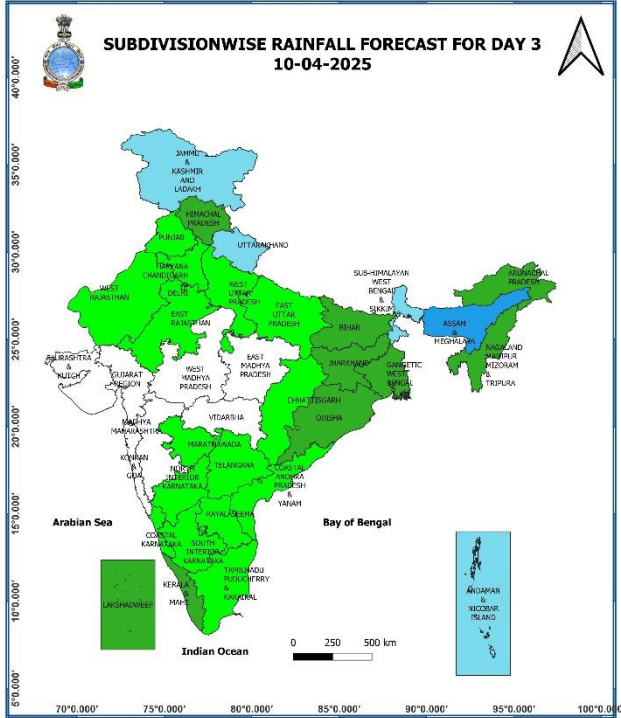 SUBDIVISIONWISE RAINFALL FORECAST FOR DAY 3
10-04-2025
40°0.000'
35°0.000'
30°0.000'
25°0.000'
20°0.000'
15°0.000'
10°0.000'
5°0.000'
JAMMU
&
KASHMIR
AND
LADAKH
HIMACHAL
PRADESH
PUNJAB
UTTARAKHAND
HARYANA
CHANDIGARH
&
DELHI
WEST
RAJASTHAN
WEST
UTTAR
PRADESH
EAST
RAJASTHAN
EAST
UTTAR
PRADESH
SUB-HIMALAYAN
WEST
BENGAL
&
SIKKIM
ARUNACHAL
PRADESH
ASSAM
&
MEGHALAYA
NAGALAND
MANIPUR
MIZORAM
&
TRIPURA
BIHAR
JHARKHAND
GANGETIC
WEST
BENGAL
SAURASHTRA
&
KUTCH
GUJARAT
REGION
WEST
MADHYA
PRADESH
EAST
MADHYA
PRADESH
CHHATTISGARH
ODISHA
VIDARBHA
MADHYA
MAHARASHTRA
MARATHAWADA
KONKAN
&
GOA
TELANGANA
NORTH
INTERIOR
KARNATAKA
COASTAL
ANDHRA
PRADESH
&
YANAM
RAYALASEEMA
COASTAL
KARNATAKA
SOUTH
INTERIOR
KARNATAKA
TAMILNADU
PUDUCHERRY
&
KARAIKAL
KERALA
&
MAHE
LAKSHADWEEP
ANDAMAN
&
NICOBAR
ISLAND
Arabian Sea
Bay of Bengal
Indian Ocean
0 250 500 km
70°0.000' 75°0.000' 80°0.000' 85°0.000' 90°0.000' 95°0.000' 100°0.000'